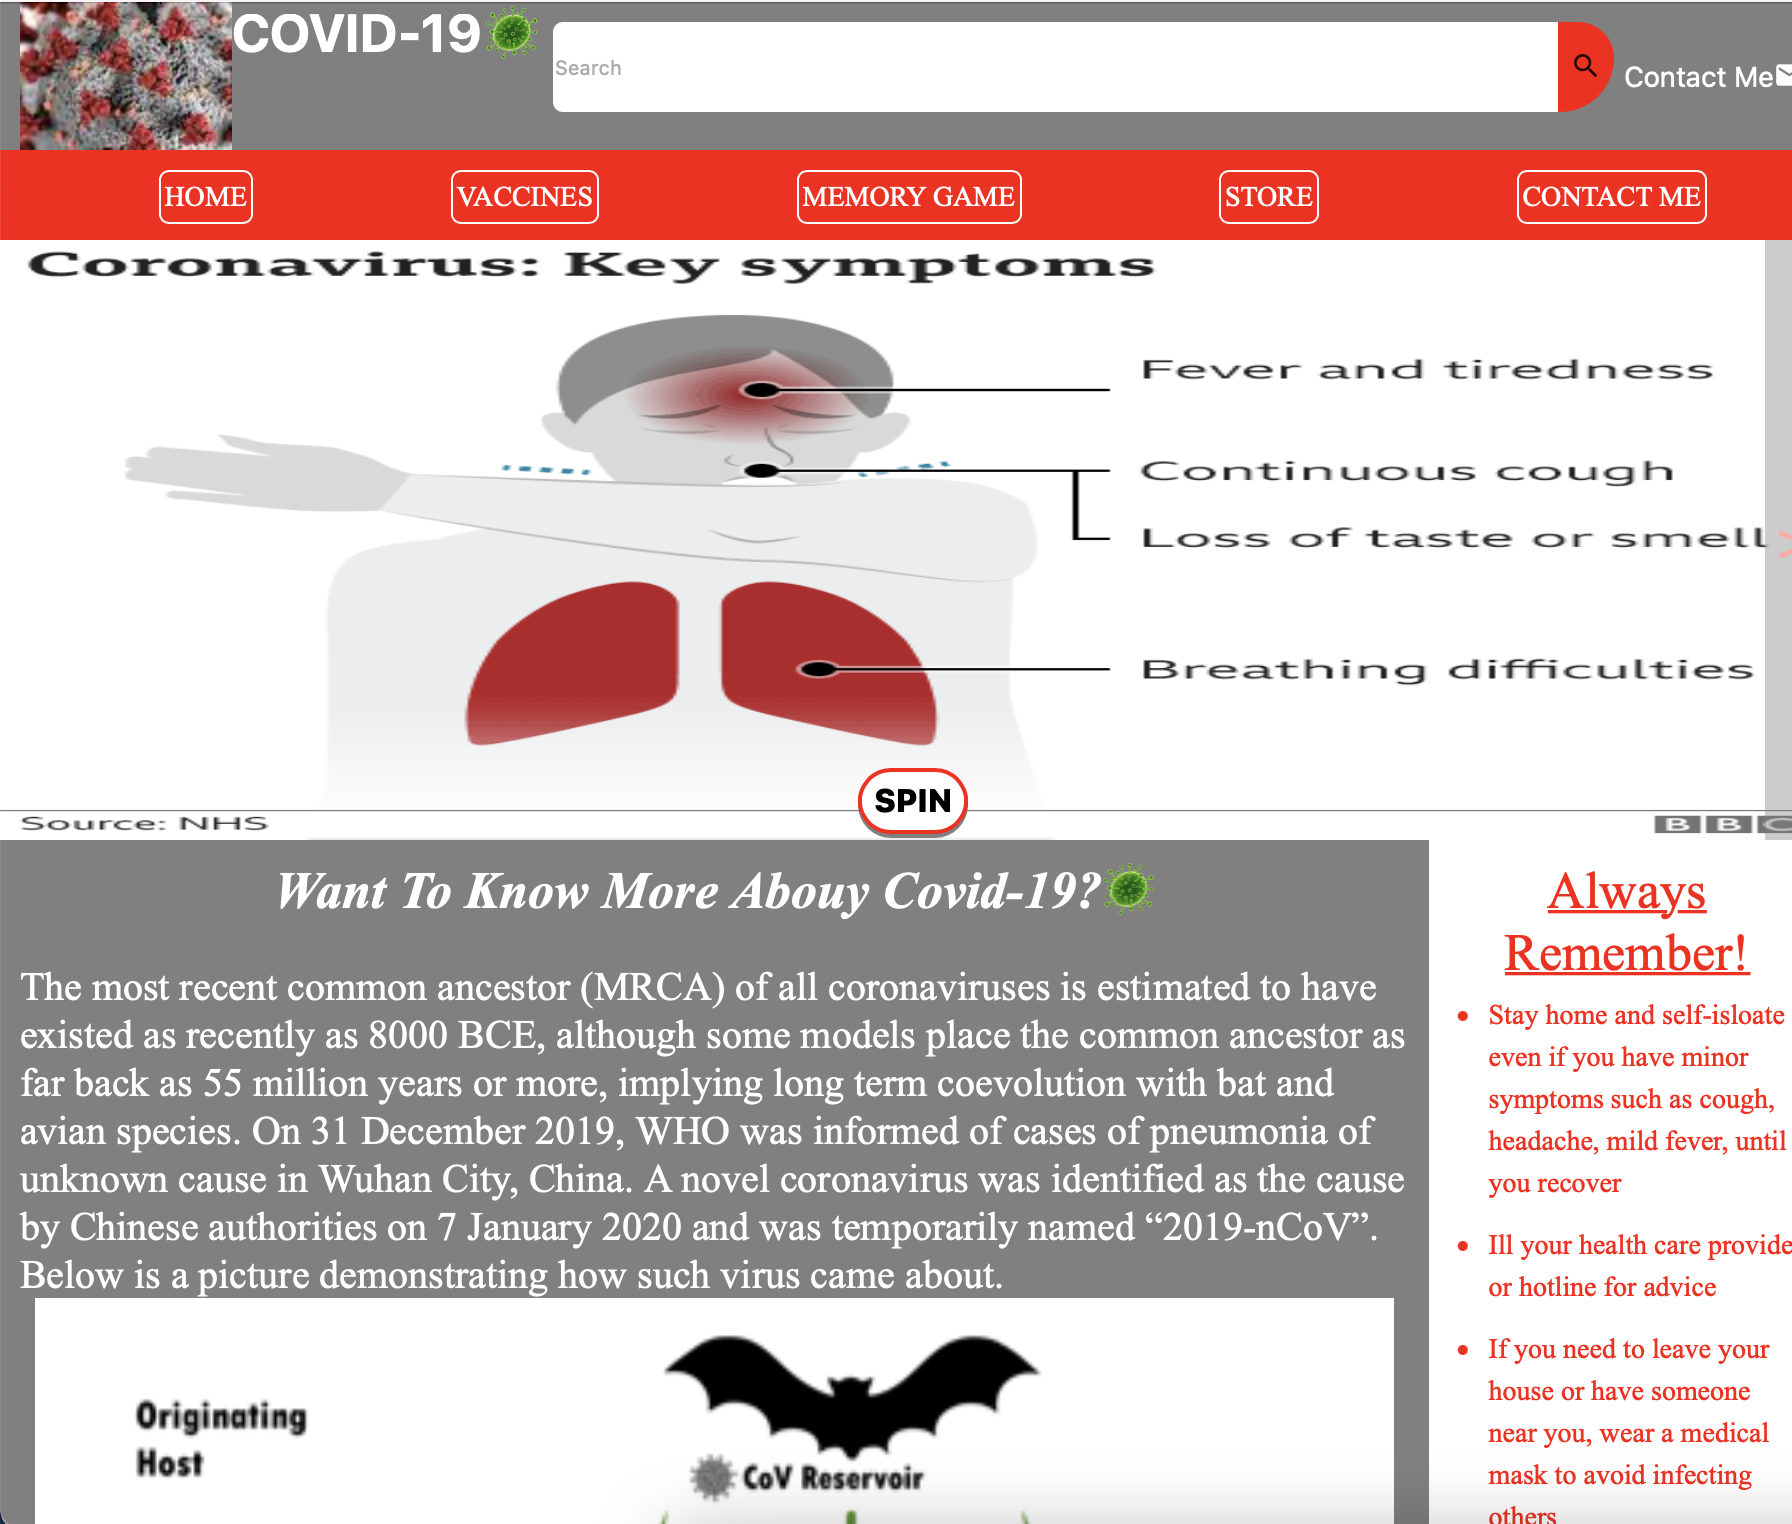 COVID-19
Search
Contact Me
HOME
VACCINES
MEMORY GAME
STORE
CONTACT ME
Coronavirus: Key symptoms
Fever and tiredness
Continuous cough
Loss of taste or smell
Breathing difficulties
SPIN
Source: NHS
BBC
Want To Know More Abouy Covid-19?
The most recent common ancestor (MRCA) of all coronaviruses is estimated to have
existed as recently as 8000 BCE, although some models place the common ancestor as
far back as 55 million years or more, implying long term coevolution with bat and
avian species. On 31 December 2019, WHO was informed of cases of pneumonia of
unknown cause in Wuhan City, China. A novel coronavirus was identified as the cause
by Chinese authorities on 7 January 2020 and was temporarily named “2019-nCoV”.
Below is a picture demonstrating how such virus came about.
Originating
Host
CoV Reservoir
Always
Remember!
Stay home and self-isloate
even if you have minor
symptoms such as cough,
headache, mild fever, until
you recover
Ill your health care provide
or hotline for advice
If you need to leave your
house or have someone
near you, wear a medical
mask to avoid infecting
others